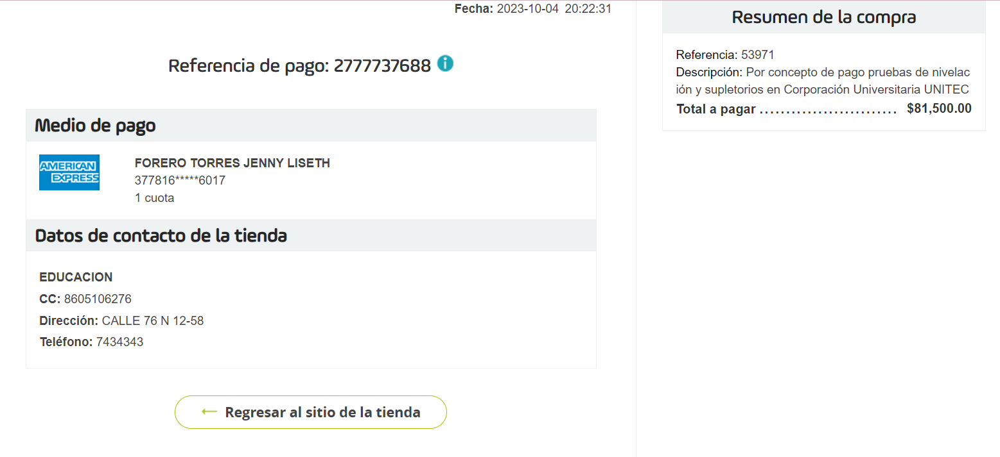 Fecha: 2023-10-04 20:22:31
Referencia de pago: 2777737688
Medio de pago
AMERICAN
EXPRESS
FORERO TORRES JENNY LISETH
377816*****6017
1 cuota
Datos de contacto de la tienda
EDUCACION
CC: 8605106276
Dirección: CALLE 76 N 12-58
Teléfono: 7434343
Regresar al sitio de la tienda
Resumen de la compra
Referencia: 53971
Descripción: Por concepto de pago pruebas de nivelac
ión y supletorios en Corporación Universitaria UNITEC
Total a pagar .......................... $81,500.00